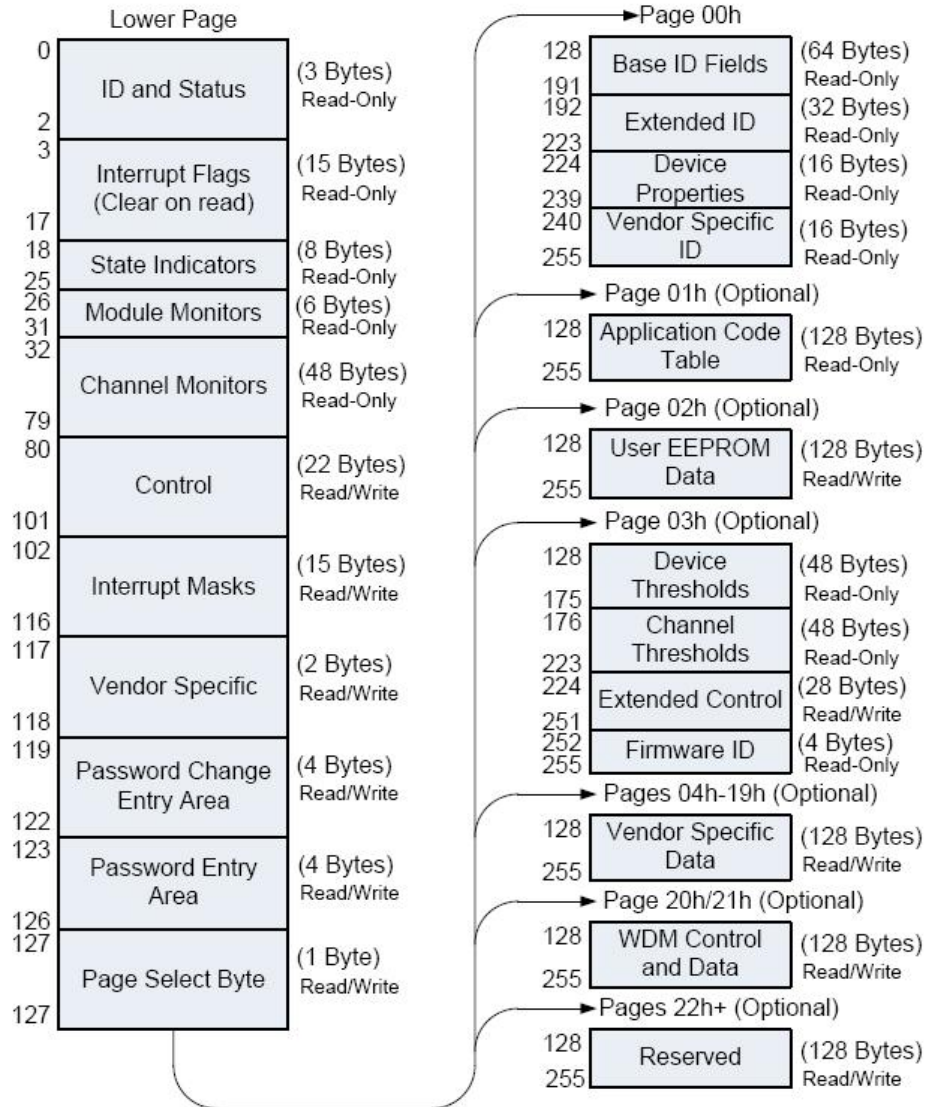 Lower Page
0
ID and Status
(3 Bytes)
Read-Only
2
3
Interrupt Flags
(Clear on read)
(15 Bytes)
Read-Only
17
18
State Indicators
(8 Bytes)
Read-Only
25
26
Module Monitors
(6 Bytes)
Read-Only
31
32
Channel Monitors
(48 Bytes)
Read-Only
79
80
Control
(22 Bytes)
Read/Write
101
102
Interrupt Masks
(15 Bytes)
Read/Write
116
117
Vendor Specific
(2 Bytes)
Read/Write
118
119
Password Change
Entry Area
(4 Bytes)
Read/Write
122
123
Password Entry
Area
(4 Bytes)
Read/Write
126
127
Page Select Byte
(1 Byte)
Read/Write
127
Page 00h
128
Base ID Fields
(64 Bytes)
Read-Only
191
192
Extended ID
(32 Bytes)
Read-Only
223
224
Device
Properties
(16 Bytes)
Read-Only
239
240
Vendor Specific
ID
(16 Bytes)
Read-Only
255
Page 01h (Optional)
128
Application Code
Table
(128 Bytes)
Read-Only
255
Page 02h (Optional)
128
User EEPROM
Data
(128 Bytes)
Read/Write
255
Page 03h (Optional)
128
Device
Thresholds
(48 Bytes)
Read-Only
175
176
Channel
Thresholds
(48 Bytes)
Read-Only
223
224
Extended Control
(28 Bytes)
Read/Write
251
252
Firmware ID
(4 Bytes)
Read-Only
255
Pages 04h-19h (Optional)
128
Vendor Specific
Data
(128 Bytes)
Read/Write
255
Page 20h/21h (Optional)
128
WDM Control
and Data
(128 Bytes)
Read/Write
255
Pages 22h+ (Optional)
128
Reserved
(128 Bytes)
Read/Write
255